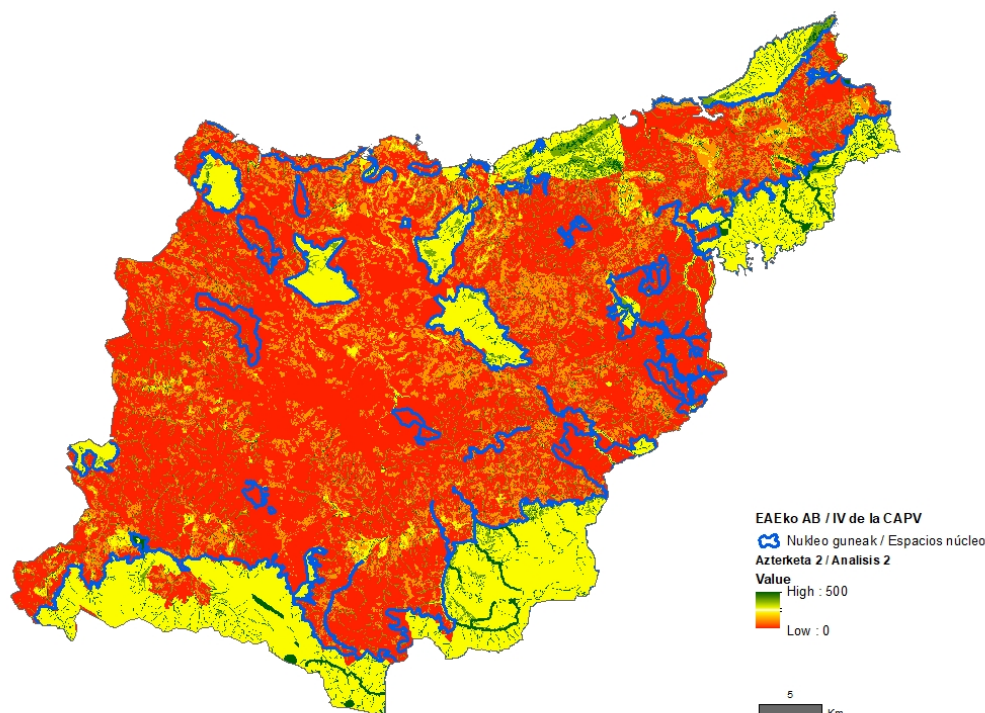 EAEko AB / IV de la CAPV
Nukleo guneak / Espacios núcleo
Azterketa 2 / Analisis 2
Value
High : 500
Low : 0
5
Km